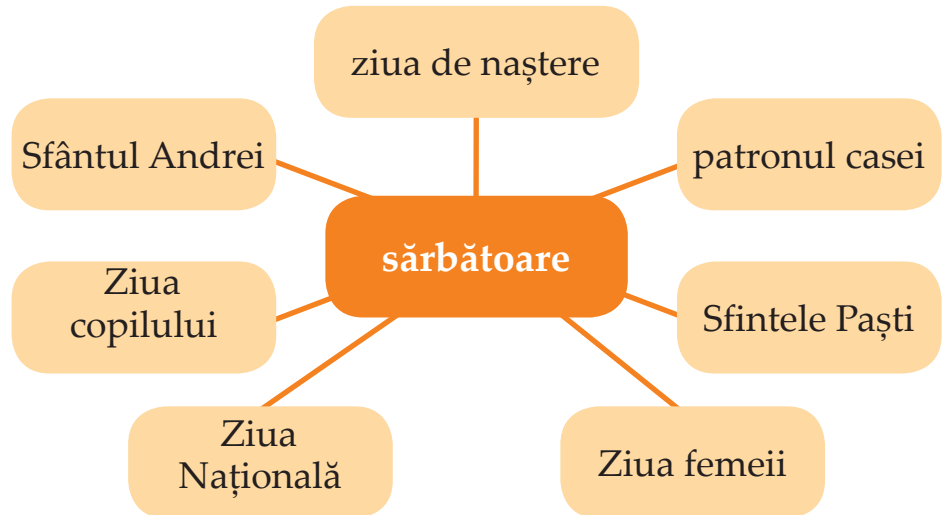 ziua de naștere
Sfântul Andrei
patronul casei
sărbătoare
Ziua
copilului
Sfintele Paști
Ziua
Națională
Ziua femeii